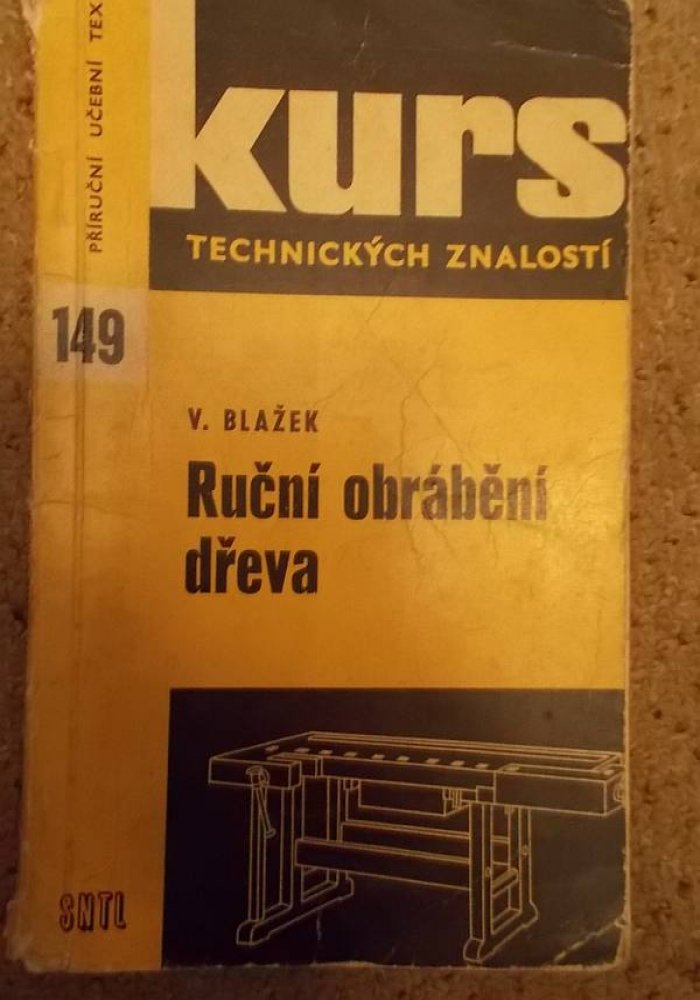 PŘÍRUČNÍ UČEBNÍ TEX
kurs
TECHNICKÝCH ZNALOSTÍ
149
V. BLAŽEK
Ruční obrábění
dřeva
SNTL